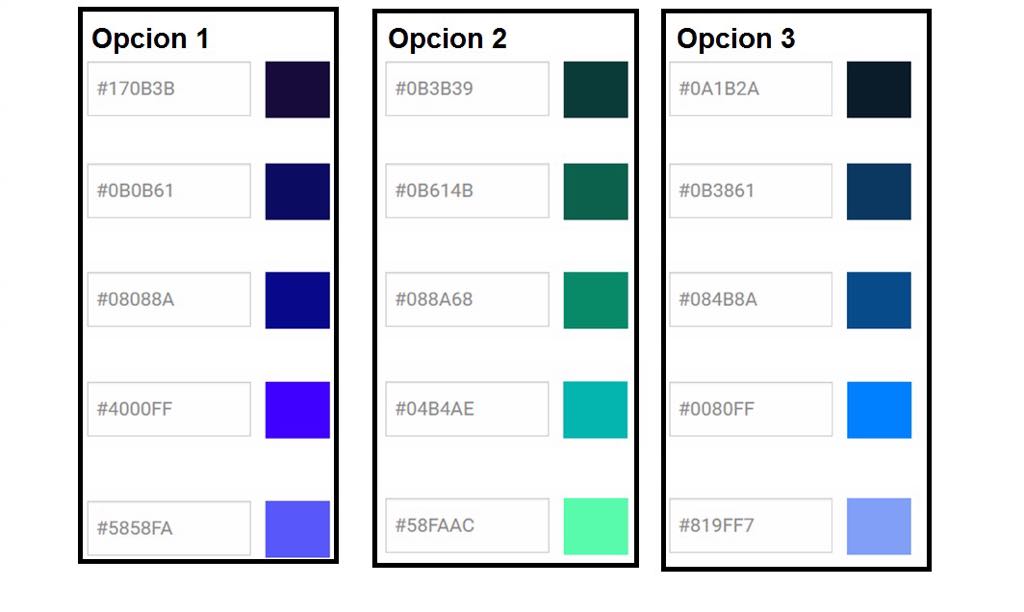 Opcion 1
#170B3B
#0B0B61
#08088A
#4000FF
#5858FA
Opcion 2
#0B3B39
#0B614B
#088A68
#04B4AE
#58FAAC
Opcion 3
#0A1B2A
#0B3861
#084B8A
#0080FF
#819FF7